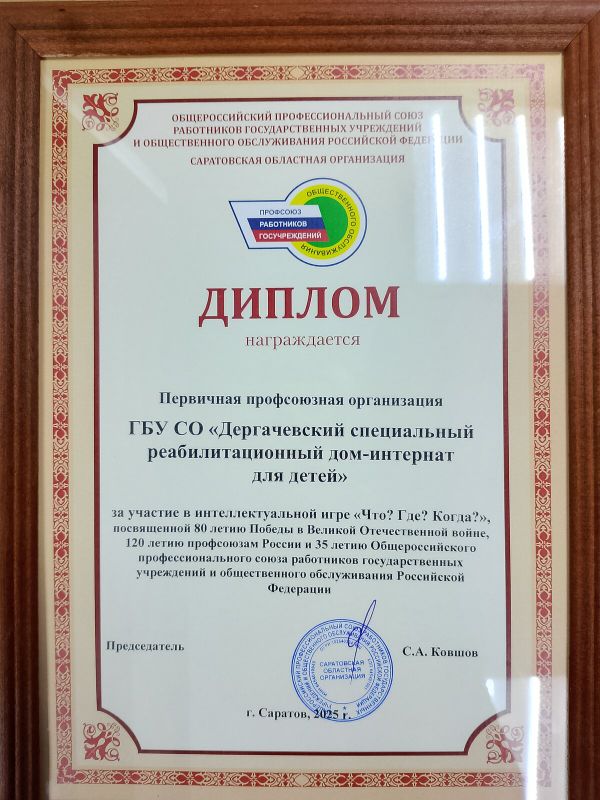 ОБЩЕРОССИЙСКИЙ ПРОФЕССИОНАЛЬНЫЙ СОЮЗ
РАБОТНИКОВ ГОСУДАРСТВЕННЫХ УЧРЕЖДЕНИЙ
И ОБЩЕСТВЕННОГО ОБСЛУЖИВАНИЯ РОССИЙСКОЙ ФЕДЕРАЦИИ
САРАТОВСКАЯ ОБЛАСТНАЯ ОРГАНИЗАЦИЯ
ПРОФСОЮЗ
РАБОТНИКОВ
ГОСУЧРЕЖДЕНИЙ
ОБЩЕСТВЕННОГО ОБСЛУЖИВАНИЯ
ДИПЛОМ
награждается
Первичная профсоюзная организация
ГБУ СО «Дергачевский специальный
реабилитационный дом-интернат
для детей»
за участие в интеллектуальной игре «Что? Где? Когда?»,
посвященной 80 летию Победы в Великой Отечественной войне,
120 летию профсоюзам России и 35 летию Общероссийского
профессионального союза работников государственных
учреждений и общественного обслуживания Российской
Федерации
Председатель
С.А. Ковшов
САРАТОВСКАЯ
ОБЛАСТНАЯ
ОРГАНИЗАЦИЯ
г. Саратов, 2025 г.